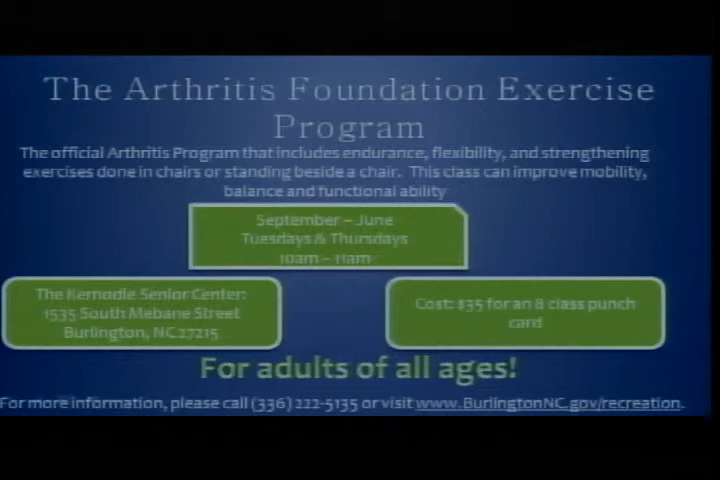 The Arthritis Foundation Exercise
Program
The official Arthritis Program that includes endurance, flexibility, and strengthening
exercises done in chairs or standing beside a chair. This class can improve mobility,
balance and functional ability
September – June
Tuesdays & Thursdays
10am – 11am
The Kernodle Senior Center:
1535 South Mebane Street
Burlington, NC 27215
Cost: $35 for an 8 class punch
card
For adults of all ages!
For more information, please call (336) 222-5135 or visit www.BurlingtonNC.gov/recreation.